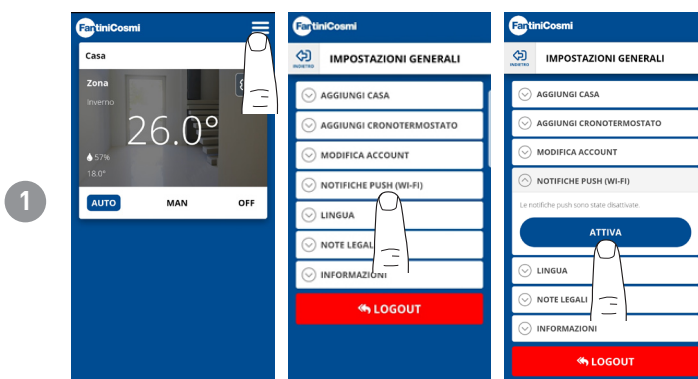 1
FantiniCosmi
Casa
Zona
Inverno
26.0°
57%
18.0°
AUTO MAN OFF
FantiniCosmi
INDIETRO
IMPOSTAZIONI GENERALI
AGGIUNGI CASA
AGGIUNGI CRONOTERMOSTATO
MODIFICA ACCOUNT
NOTIFICHE PUSH (WI-FI)
LINGUA
NOTE LEGAL
INFORMAZIONI
LOGOUT
FantiniCosmi
INDIETRO
IMPOSTAZIONI GENERALI
AGGIUNGI CASA
AGGIUNGI CRONOTERMOSTATO
MODIFICA ACCOUNT
NOTIFICHE PUSH (WI-FI)
Le notifiche push sono state disattivate.
ATTIVA
LINGUA
NOTE LEGALI
INFORMAZIONI
LOGOUT